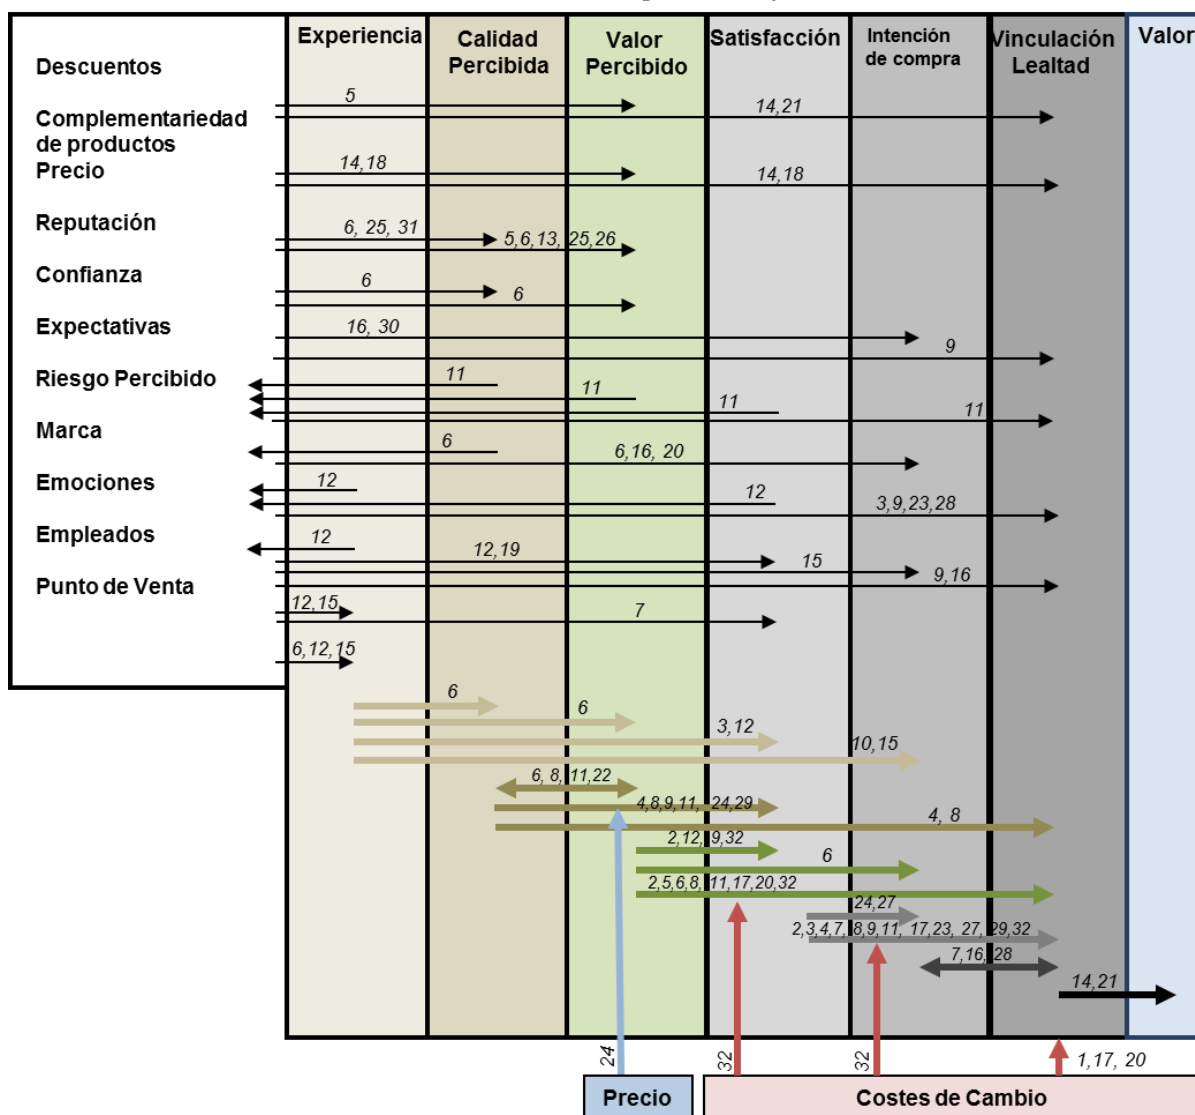 Experiencia
Calidad
Percibida
Valor
Percibido
Satisfacción
Intención
de compra
Vinculación
Lealtad
Valor
Descuentos
5
14,21
Complementariedad
de productos
Precio
14,18
14,18
Reputación
6, 25, 31
5,6,13, 25,26
Confianza
6
6
Expectativas
16, 30
9
Riesgo Percibido
11
11
11
11
Marca
6
6,16, 20
Emociones
12
12
3,9,23,28
Empleados
12
12,19
15
9,16
Punto de Venta
12,15
7
6,12,15
6
6
3,12
10,15
6, 8, 11,22
4,8,9,11, 24,29
4, 8
2,12, 9,32
6
2,5,6,8, 11,17,20,32
24,27
2,3,4,7, 8,9,11, 17,23, 27, 29,32
7,16, 28
14,21
24
32
32
1,17, 20
Precio
Costes de Cambio